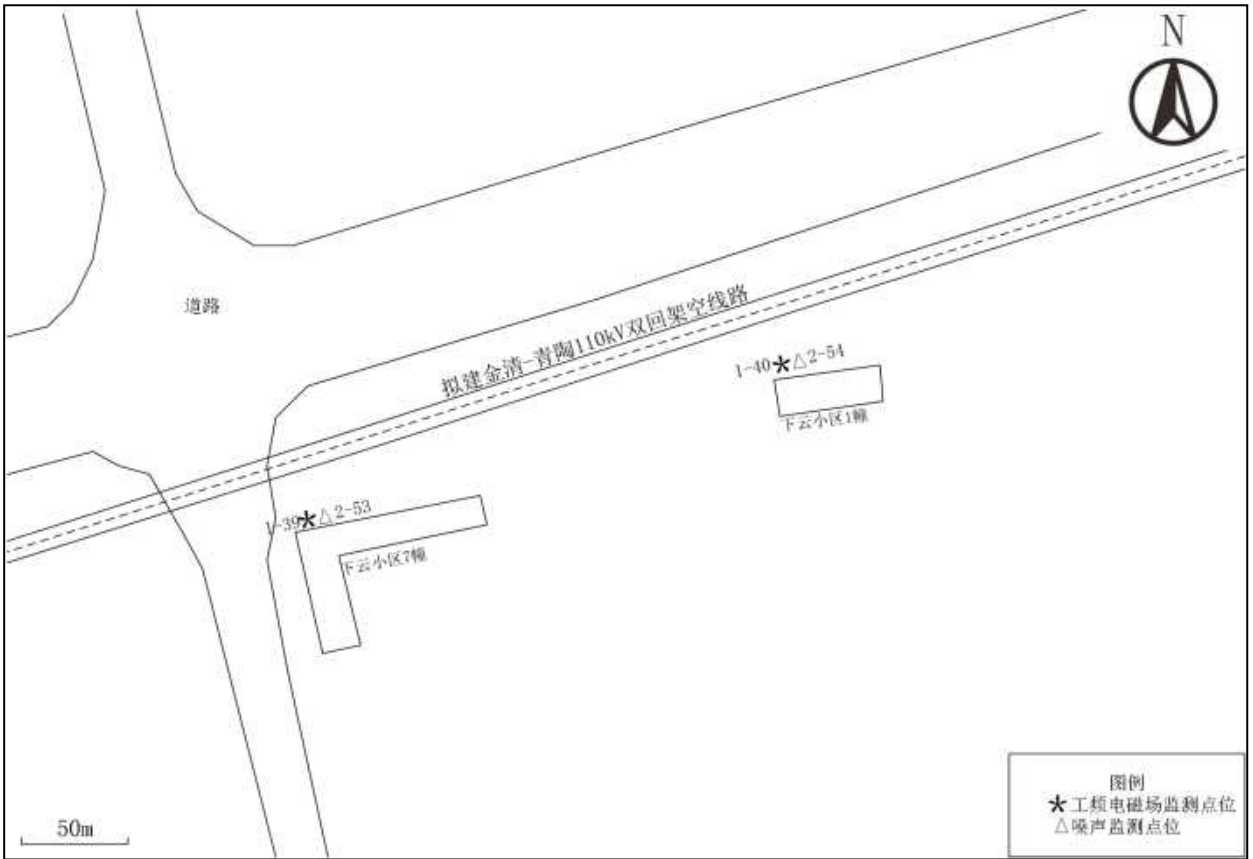 N
道路
拟建金清-青陶110kV双回架空线路
1-40 2-54
下云小区1幢
1-39 2-53
下云小区7幢
50m
图例
工频电磁场监测点位
△噪声监测点位